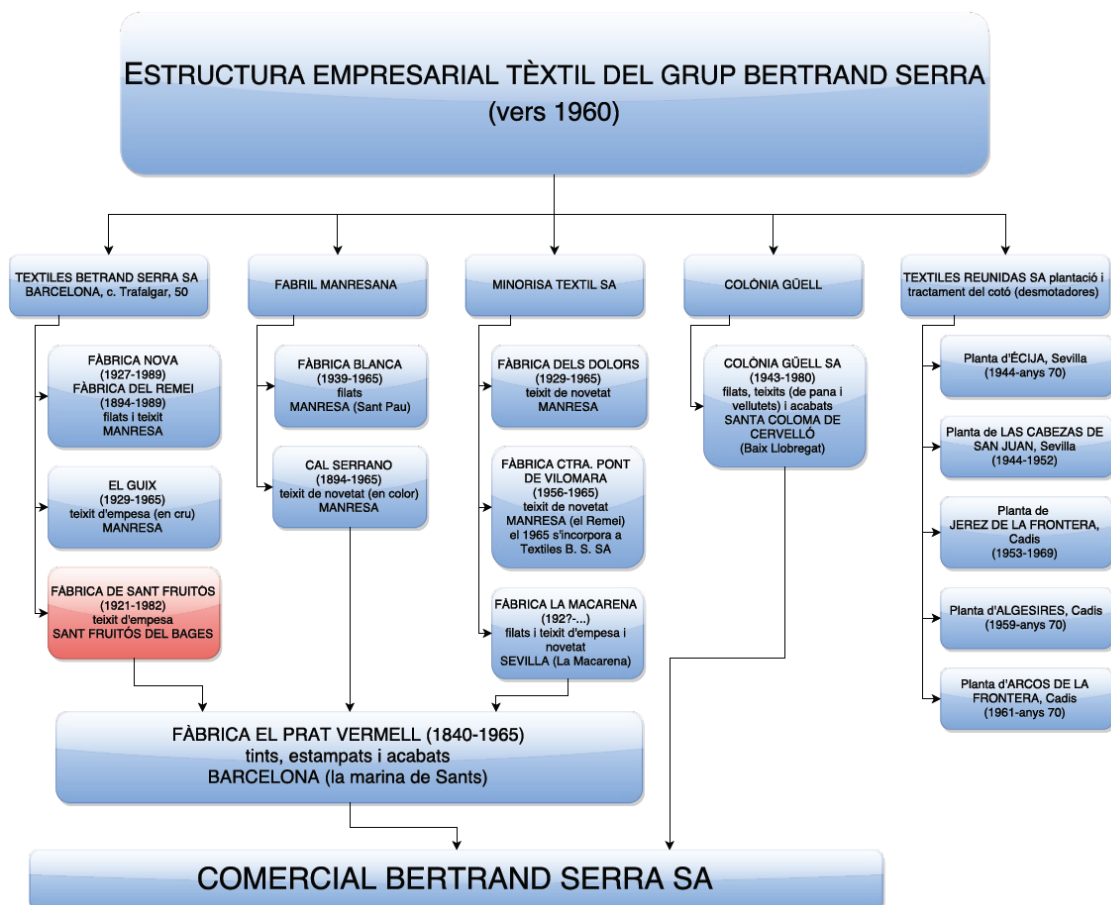 ESTRUCTURA EMPRESARIAL TÈXTIL DEL GRUP BERTRAND SERRA
(vers 1960)
TEXTILES BETRAND SERRA SA
BARCELONA, c. Trafalgar, 50
FABRIL MANRESANA
MINORISA TEXTIL SA
COLÒNIA GÜELL
TEXTILES REUNIDAS SA plantació i
tractament del cotó (desmotadores)
FÀBRICA NOVA
(1927-1989)
FÀBRICA DEL REMEI
(1894-1989)
filats i teixit
MANRESA
EL GUIX
(1929-1965)
teixit d'empesa (en cru)
MANRESA
FÀBRICA DE SANT FRUITÓS
(1921-1982)
teixit d'empesa
SANT FRUITÓS DEL BAGES
FÀBRICA BLANCA
(1939-1965)
filats
MANRESA (Sant Pau)
CAL SERRANO
(1894-1965)
teixit de novetat (en color)
MANRESA
FÀBRICA DELS DOLORS
(1929-1965)
teixit de novetat
MANRESA
FÀBRICA CTRA. PONT
DE VILOMARA
(1956-1965)
teixit de novetat
MANRESA (el Remei)
el 1965 s'incorpora a
Textiles B. S. SA
FÀBRICA LA MACARENA
(192?-...)
filats i teixit d'empesa i
novetat
SEVILLA (La Macarena)
COLÒNIA GÜELL SA
(1943-1980)
filats, teixits (de pana i
vellutets) i acabats
SANTA COLOMA DE
CERVELLÓ
(Baix Llobregat)
Planta d'ÉCIJA, Sevilla
(1944-anys 70)
Planta de LAS CABEZAS DE
SAN JUAN, Sevilla
(1944-1952)
Planta de
JEREZ DE LA FRONTERA,
Cadis
(1953-1969)
Planta d'ALGESIRES, Cadis
(1959-anys 70)
Planta d'ARCOS DE LA
FRONTERA, Cadis
(1961-anys 70)
FÀBRICA EL PRAT VERMELL (1840-1965)
tints, estampats i acabats
BARCELONA (la marina de Sants)
COMERCIAL BERTRAND SERRA SA